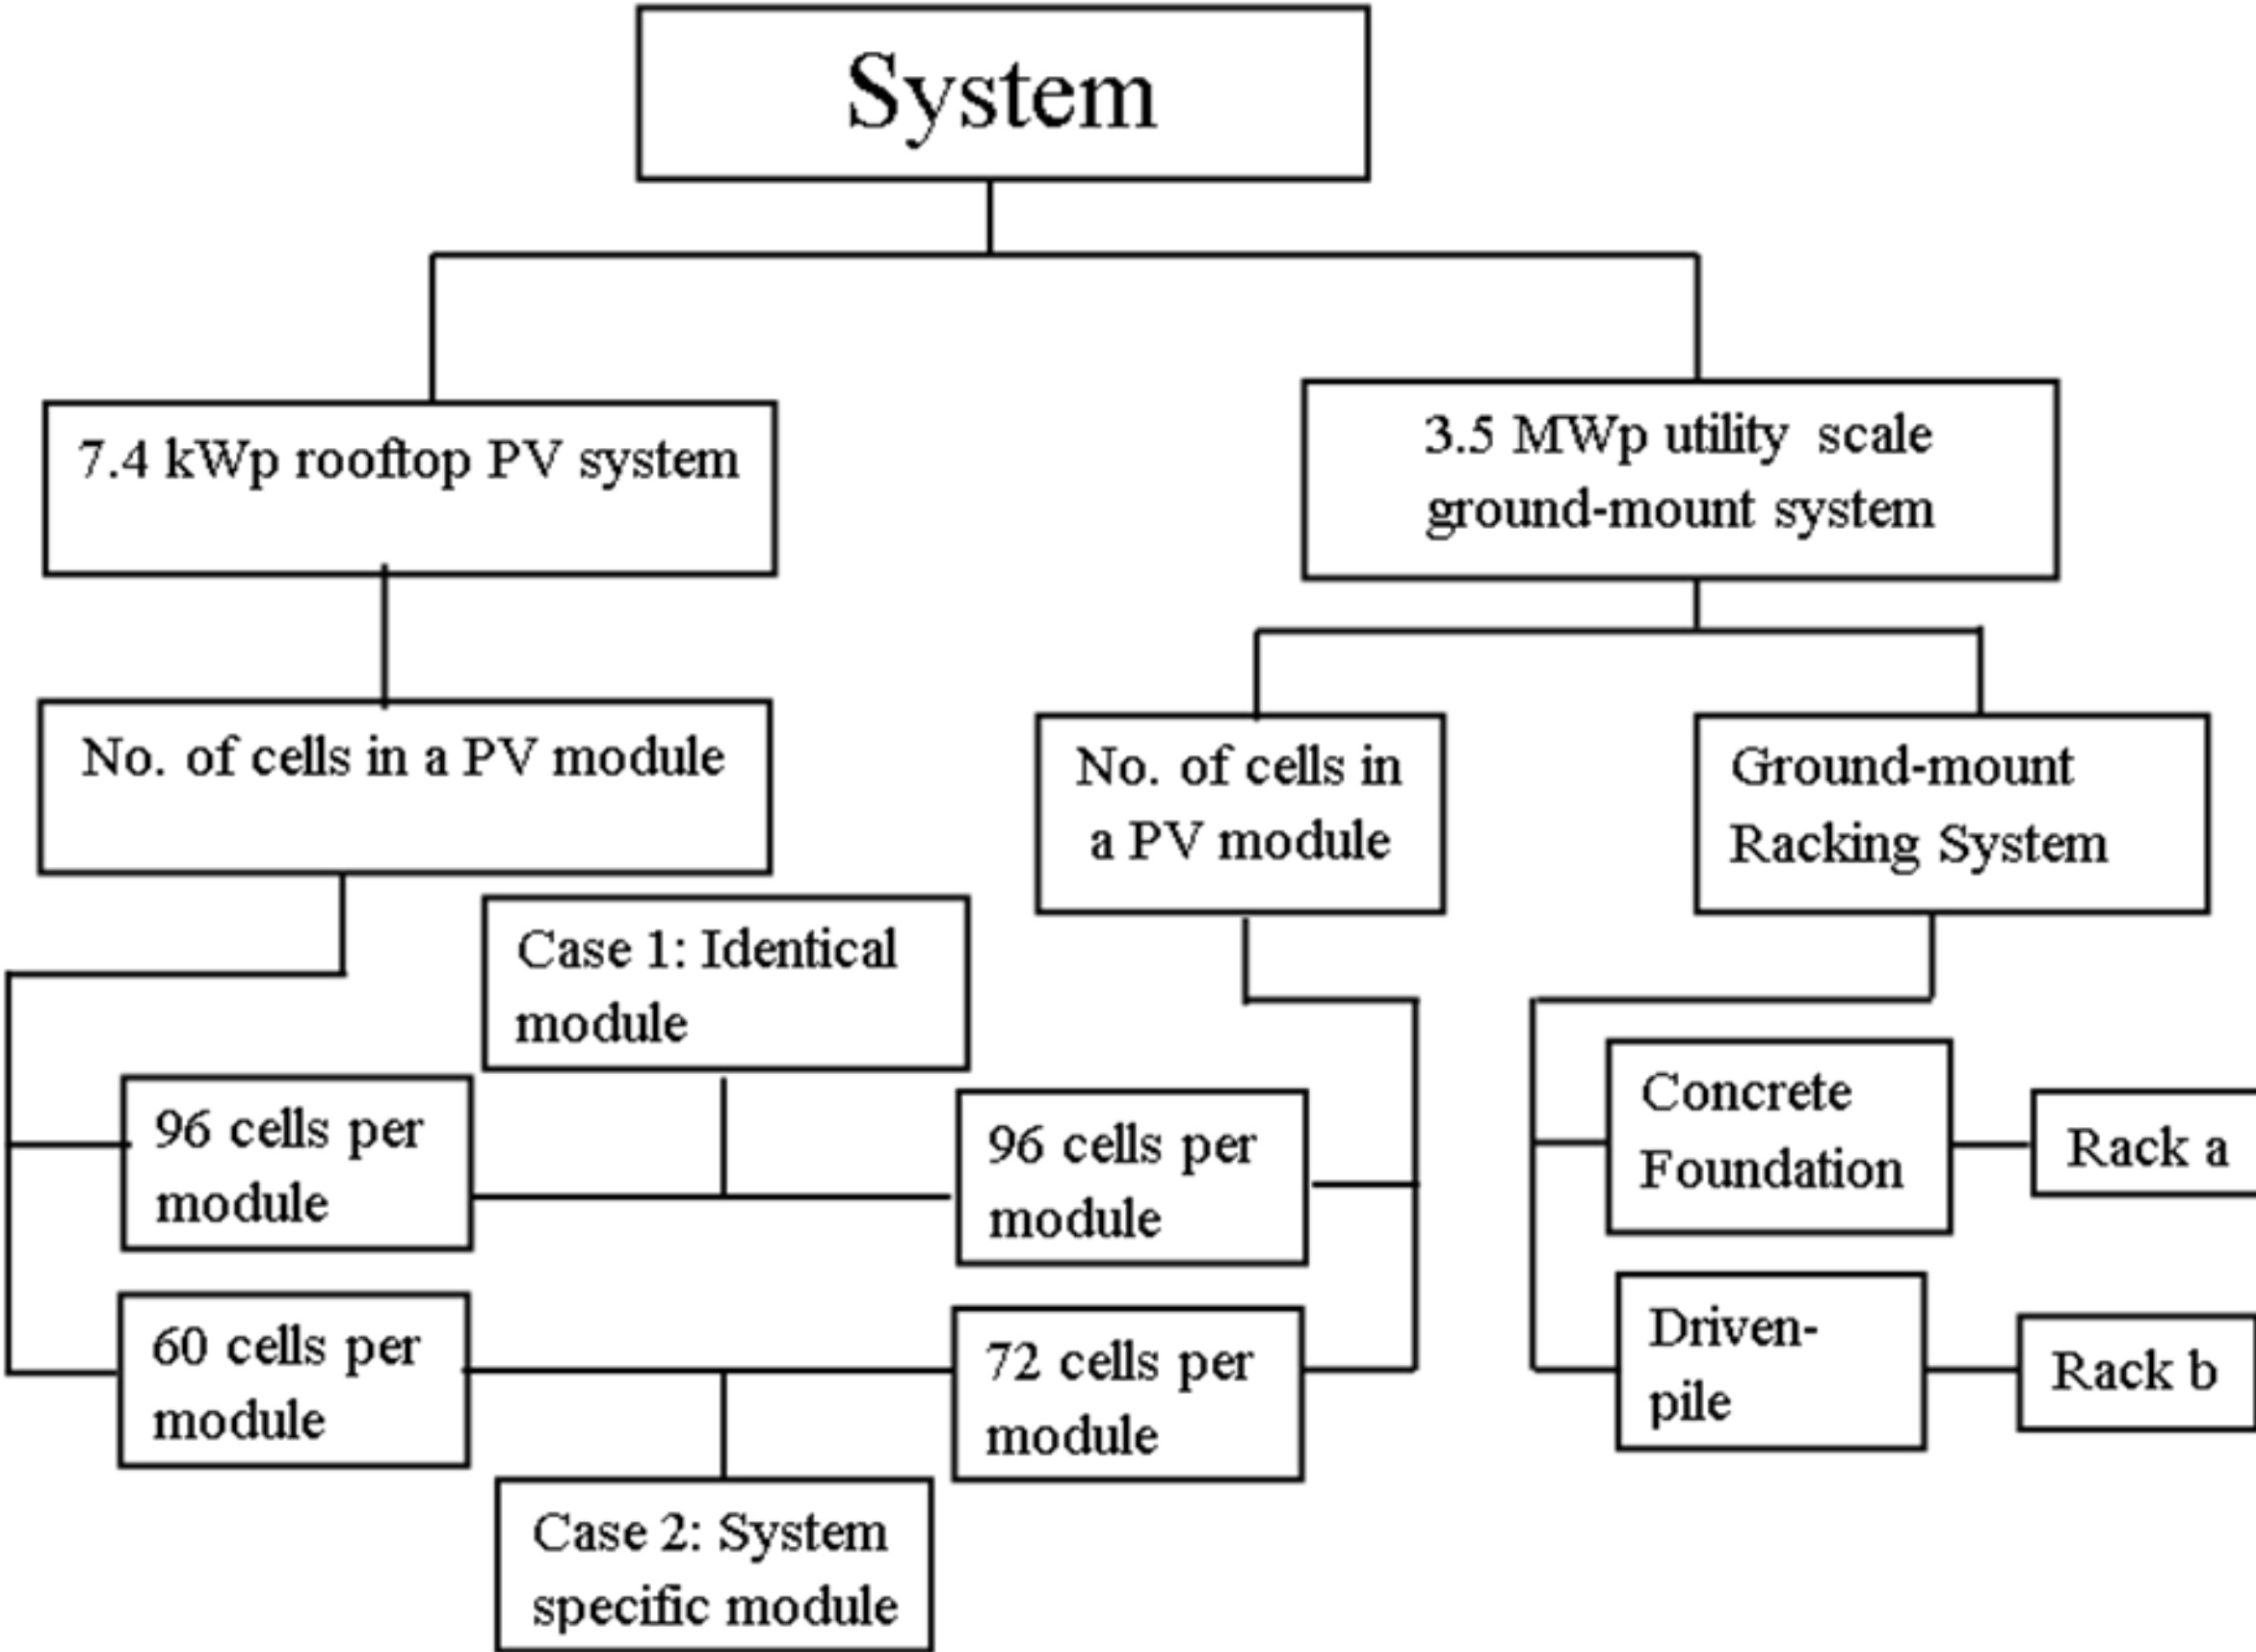 System
7.4 kWp rooftop PV system
3.5 MWp utility scale
ground-mount system
No. of cells in a PV module
No. of cells in
a PV module
Ground-mount
Racking System
Case 1: Identical
module
96 cells per
module
96 cells per
module
Concrete
Foundation
Rack a
60 cells per
module
72 cells per
module
Driven-
pile
Rack b
Case 2: System
specific module